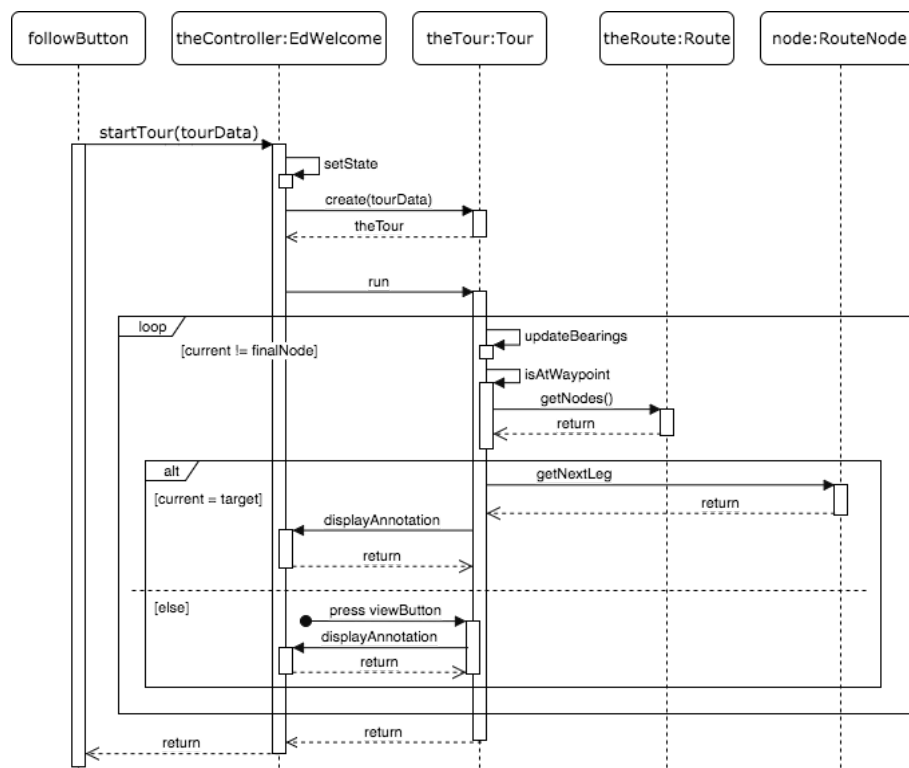 followButton
theController:EdWelcome
theTour:Tour
theRoute:Route
node:RouteNode
startTour(tourData)
setState
create(tourData)
theTour
run
loop
[current != finalNode]
updateBearings
isAtWaypoint
getNodes()
return
alt
getNextLeg
[current = target]
return
displayAnnotation
return
[else]
press viewButton
displayAnnotation
return
return
return